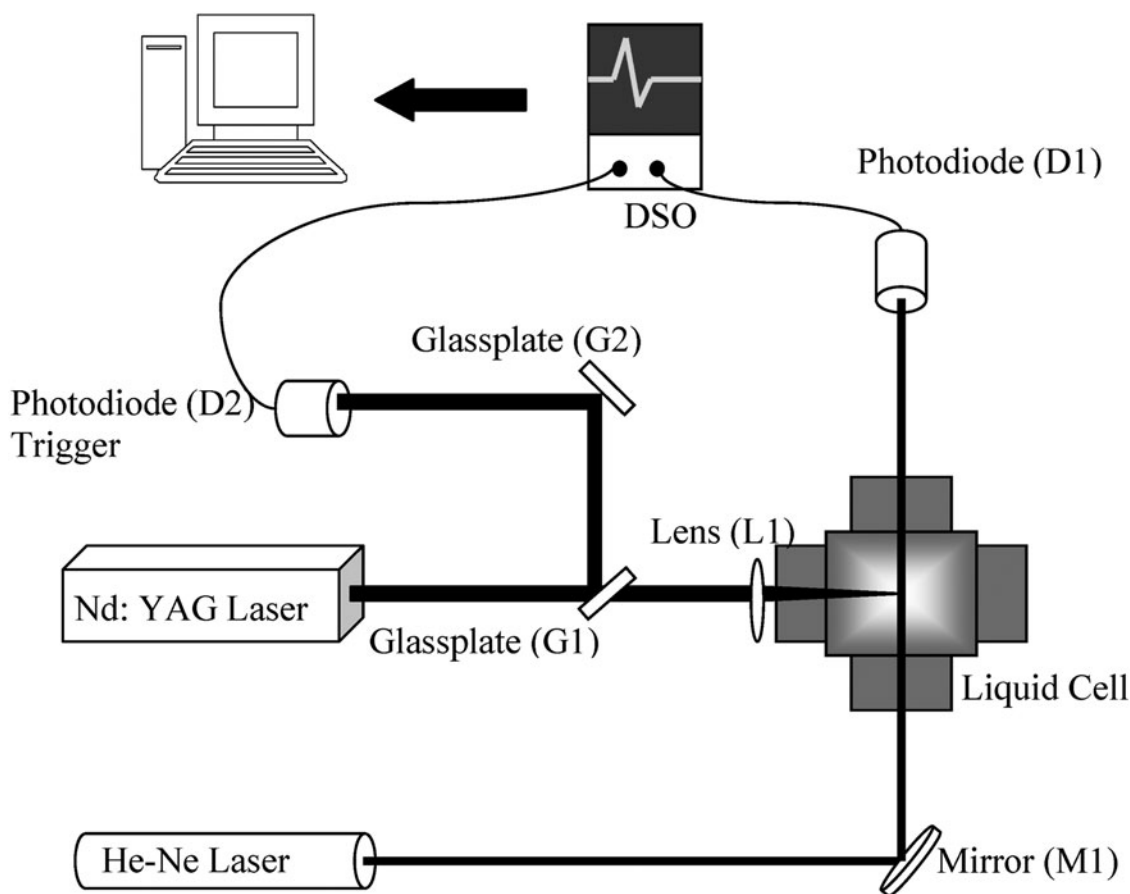 DSO
Photodiode (D1)
Glassplate (G2)
Photodiode (D2)
Trigger
Lens (L1)
Nd: YAG Laser
Glassplate (G1)
Liquid Cell
He-Ne Laser
Mirror (M1)